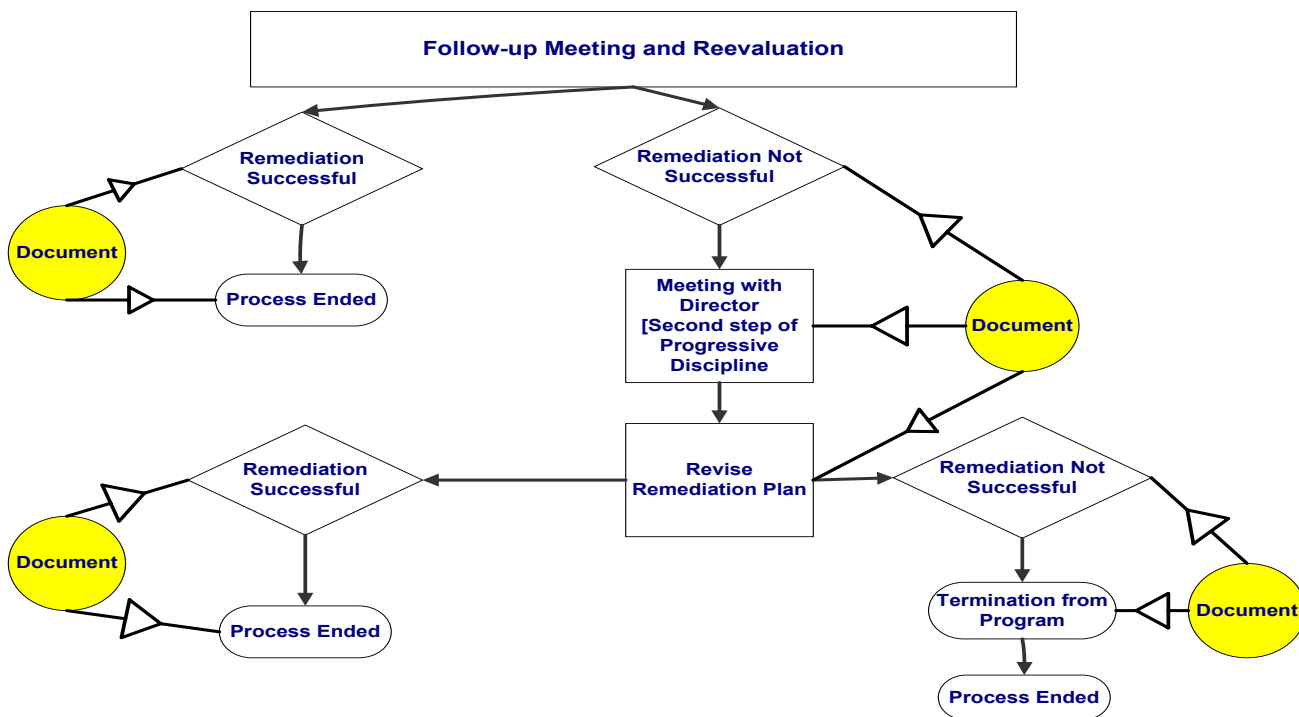 Follow-up Meeting and Reevaluation
Remediation
Successful
Remediation Not
Successful
Document
Process Ended
Meeting with
Director
[Second step of
Progressive
Discipline
Document
Remediation
Successful
Revise
Remediation Plan
Remediation Not
Successful
Document
Process Ended
Termination from
Program
Document
Process Ended